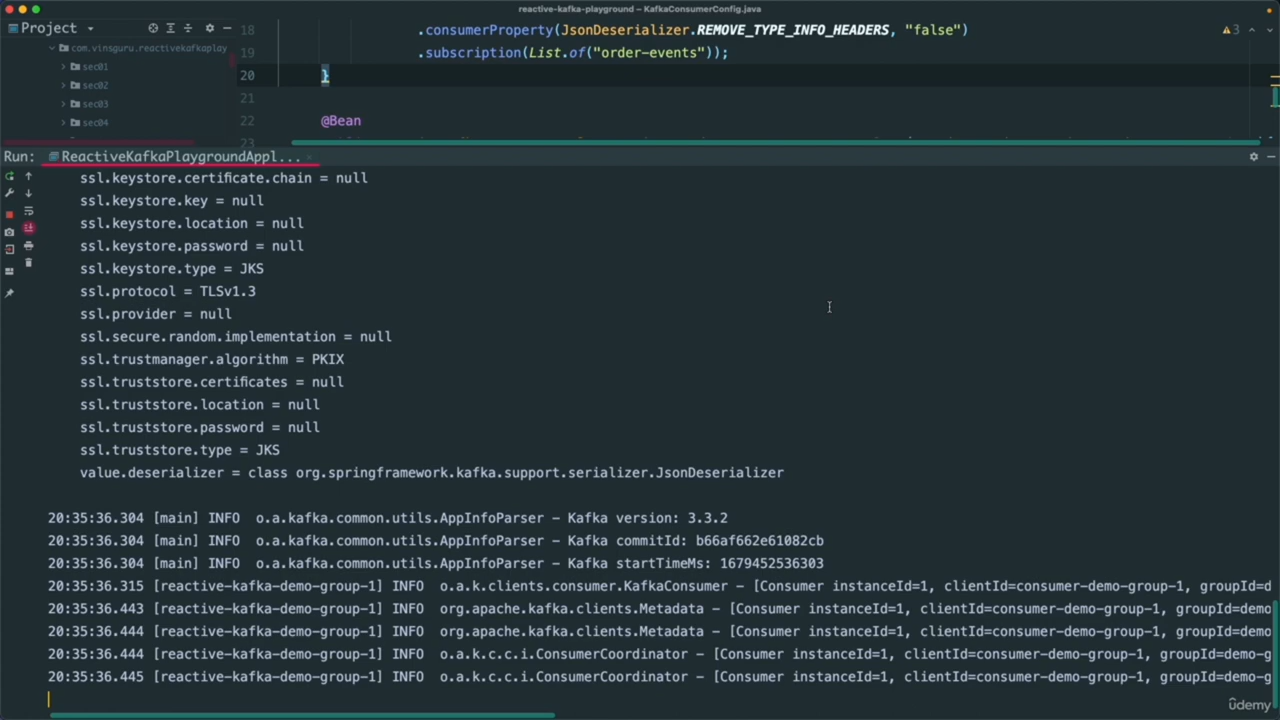 reactive-kafka-playground – KafkaConsumerConfig.java
Project
com.vinsguru.reactivekafkaplay
sec01
sec02
sec03
sec04
18 .consumerProperty(JsonDeserializer.REMOVE_TYPE_INFO_HEADERS, "false")
19 .subscription(List.of("order-events"));
20 }
21
22 @Bean
23
3
Run: ReactiveKafkaPlaygroundAppl...
ssl.keystore.certificate.chain = null
ssl.keystore.key = null
ssl.keystore.location = null
ssl.keystore.password = null
ssl.keystore.type = JKS
ssl.protocol = TLSv1.3
ssl.provider = null
ssl.secure.random.implementation = null
ssl.trustmanager.algorithm = PKIX
ssl.truststore.certificates = null
ssl.truststore.location = null
ssl.truststore.password = null
ssl.truststore.type = JKS
value.deserializer = class org.springframework.kafka.support.serializer.JsonDeserializer
20:35:36.304 [main] INFO o.a.kafka.common.utils.AppInfoParser – Kafka version: 3.3.2
20:35:36.304 [main] INFO o.a.kafka.common.utils.AppInfoParser – Kafka commitId: b66af662e61082cb
20:35:36.304 [main] INFO o.a.kafka.common.utils.AppInfoParser – Kafka startTimeMs: 1679452536303
20:35:36.315 [reactive-kafka-demo-group-1] INFO o.a.k.clients.consumer.KafkaConsumer – [Consumer instanceId=1, clientId=consumer-demo-group-1, groupId=d
20:35:36.443 [reactive-kafka-demo-group-1] INFO org.apache.kafka.clients.Metadata – [Consumer instanceId=1, clientId=consumer-demo-group-1, groupId=demo
20:35:36.444 [reactive-kafka-demo-group-1] INFO org.apache.kafka.clients.Metadata – [Consumer instanceId=1, clientId=consumer-demo-group-1, groupId=demo
20:35:36.444 [reactive-kafka-demo-group-1] INFO o.a.k.c.c.i.ConsumerCoordinator – [Consumer instanceId=1, clientId=consumer-demo-group-1, groupId=demo-g
20:35:36.445 [reactive-kafka-demo-group-1] INFO o.a.k.c.c.i.ConsumerCoordinator – [Consumer instanceId=1, clientId=consumer-demo-group-1, groupId=demo-g
udemy